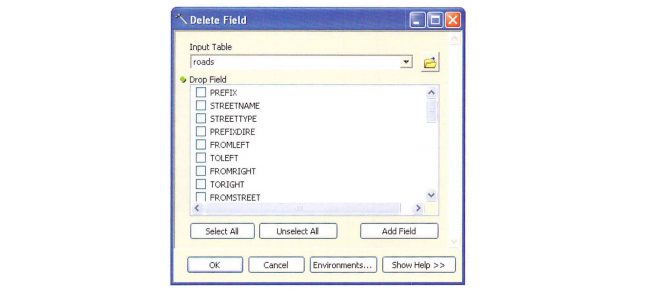 Delete Field
Input Table
roads
Drop Field
PREFIX
STREETNAME
STREETTYPE
PREFIXDIRE
FROMLEFT
TOLEFT
FROMRIGHT
TORIGHT
FROMSTREET
Select All Unselect All Add Field
OK Cancel Environments... Show Help >>